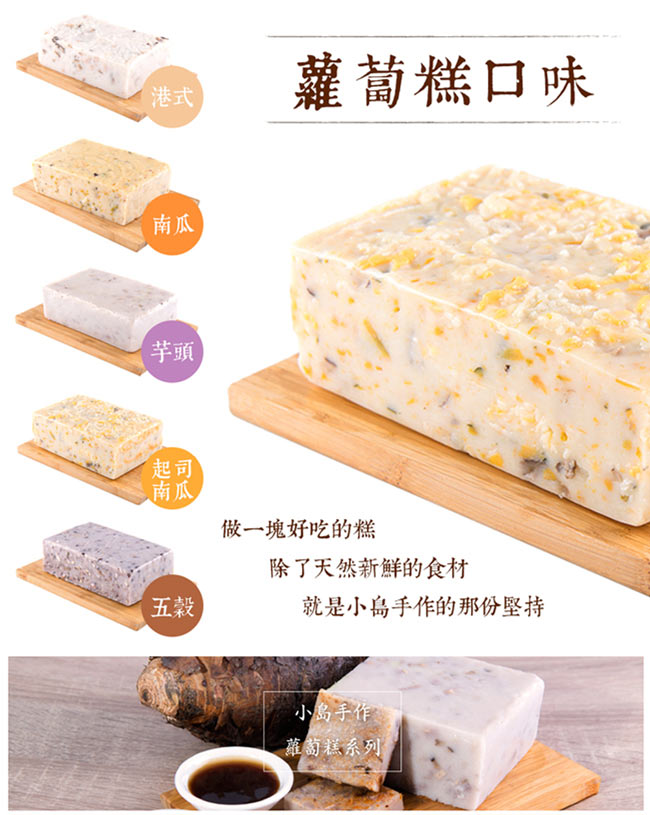 蘿蔔糕口味
港式
南瓜
芋頭
起司
南瓜
五穀
做一塊好吃的糕
除了天然新鮮的食材
就是小島手作的那份堅持
小島手作
蘿蔔糕系列